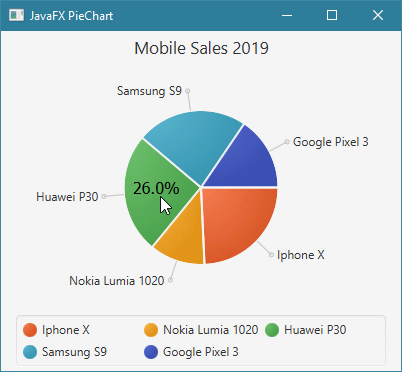 JavaFX PieChart
Mobile Sales 2019
Samsung S9
Google Pixel 3
26.0%
Huawei P30
Iphone X
Nokia Lumia 1020
Iphone X Nokia Lumia 1020 Huawei P30
Samsung S9 Google Pixel 3